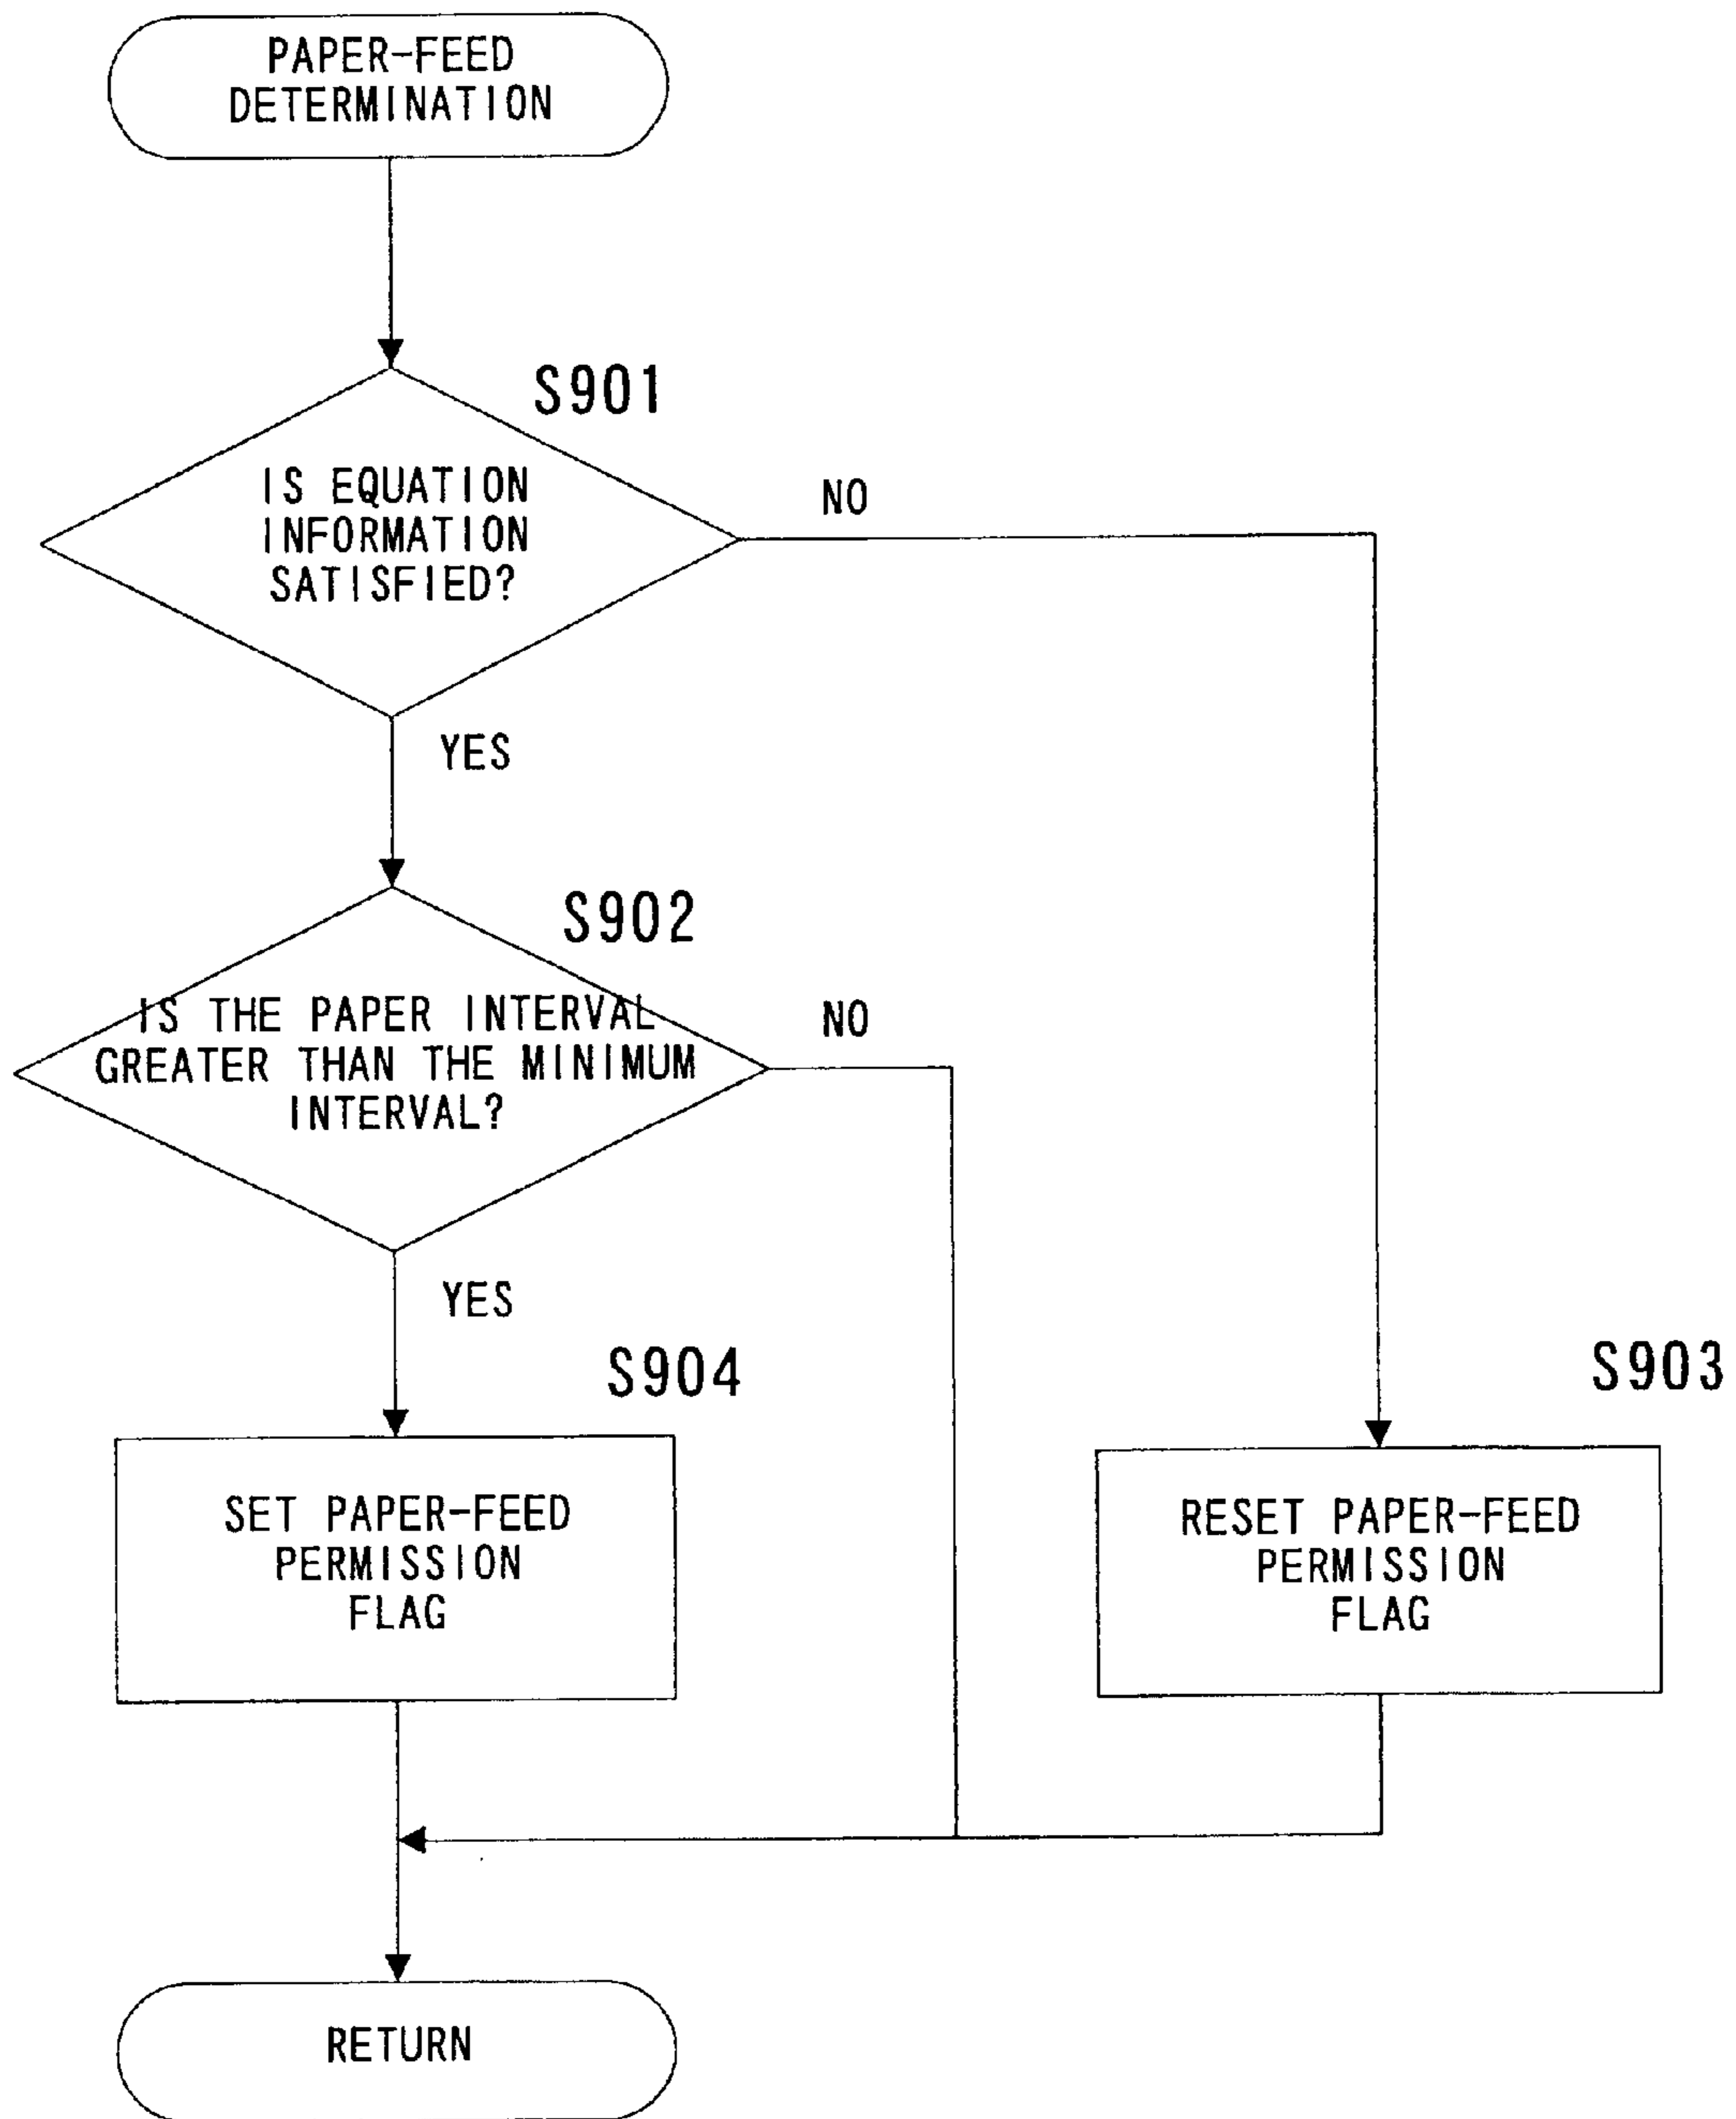 PAPER-FEED
DETERMINATION
S901
IS EQUATION
INFORMATION
SATISFIED?
NO
YES
S902
IS THE PAPER INTERVAL
GREATER THAN THE MINIMUM
INTERVAL?
NO
YES
S904
S903
SET PAPER-FEED
PERMISSION
FLAG
RESET PAPER-FEED
PERMISSION
FLAG
RETURN